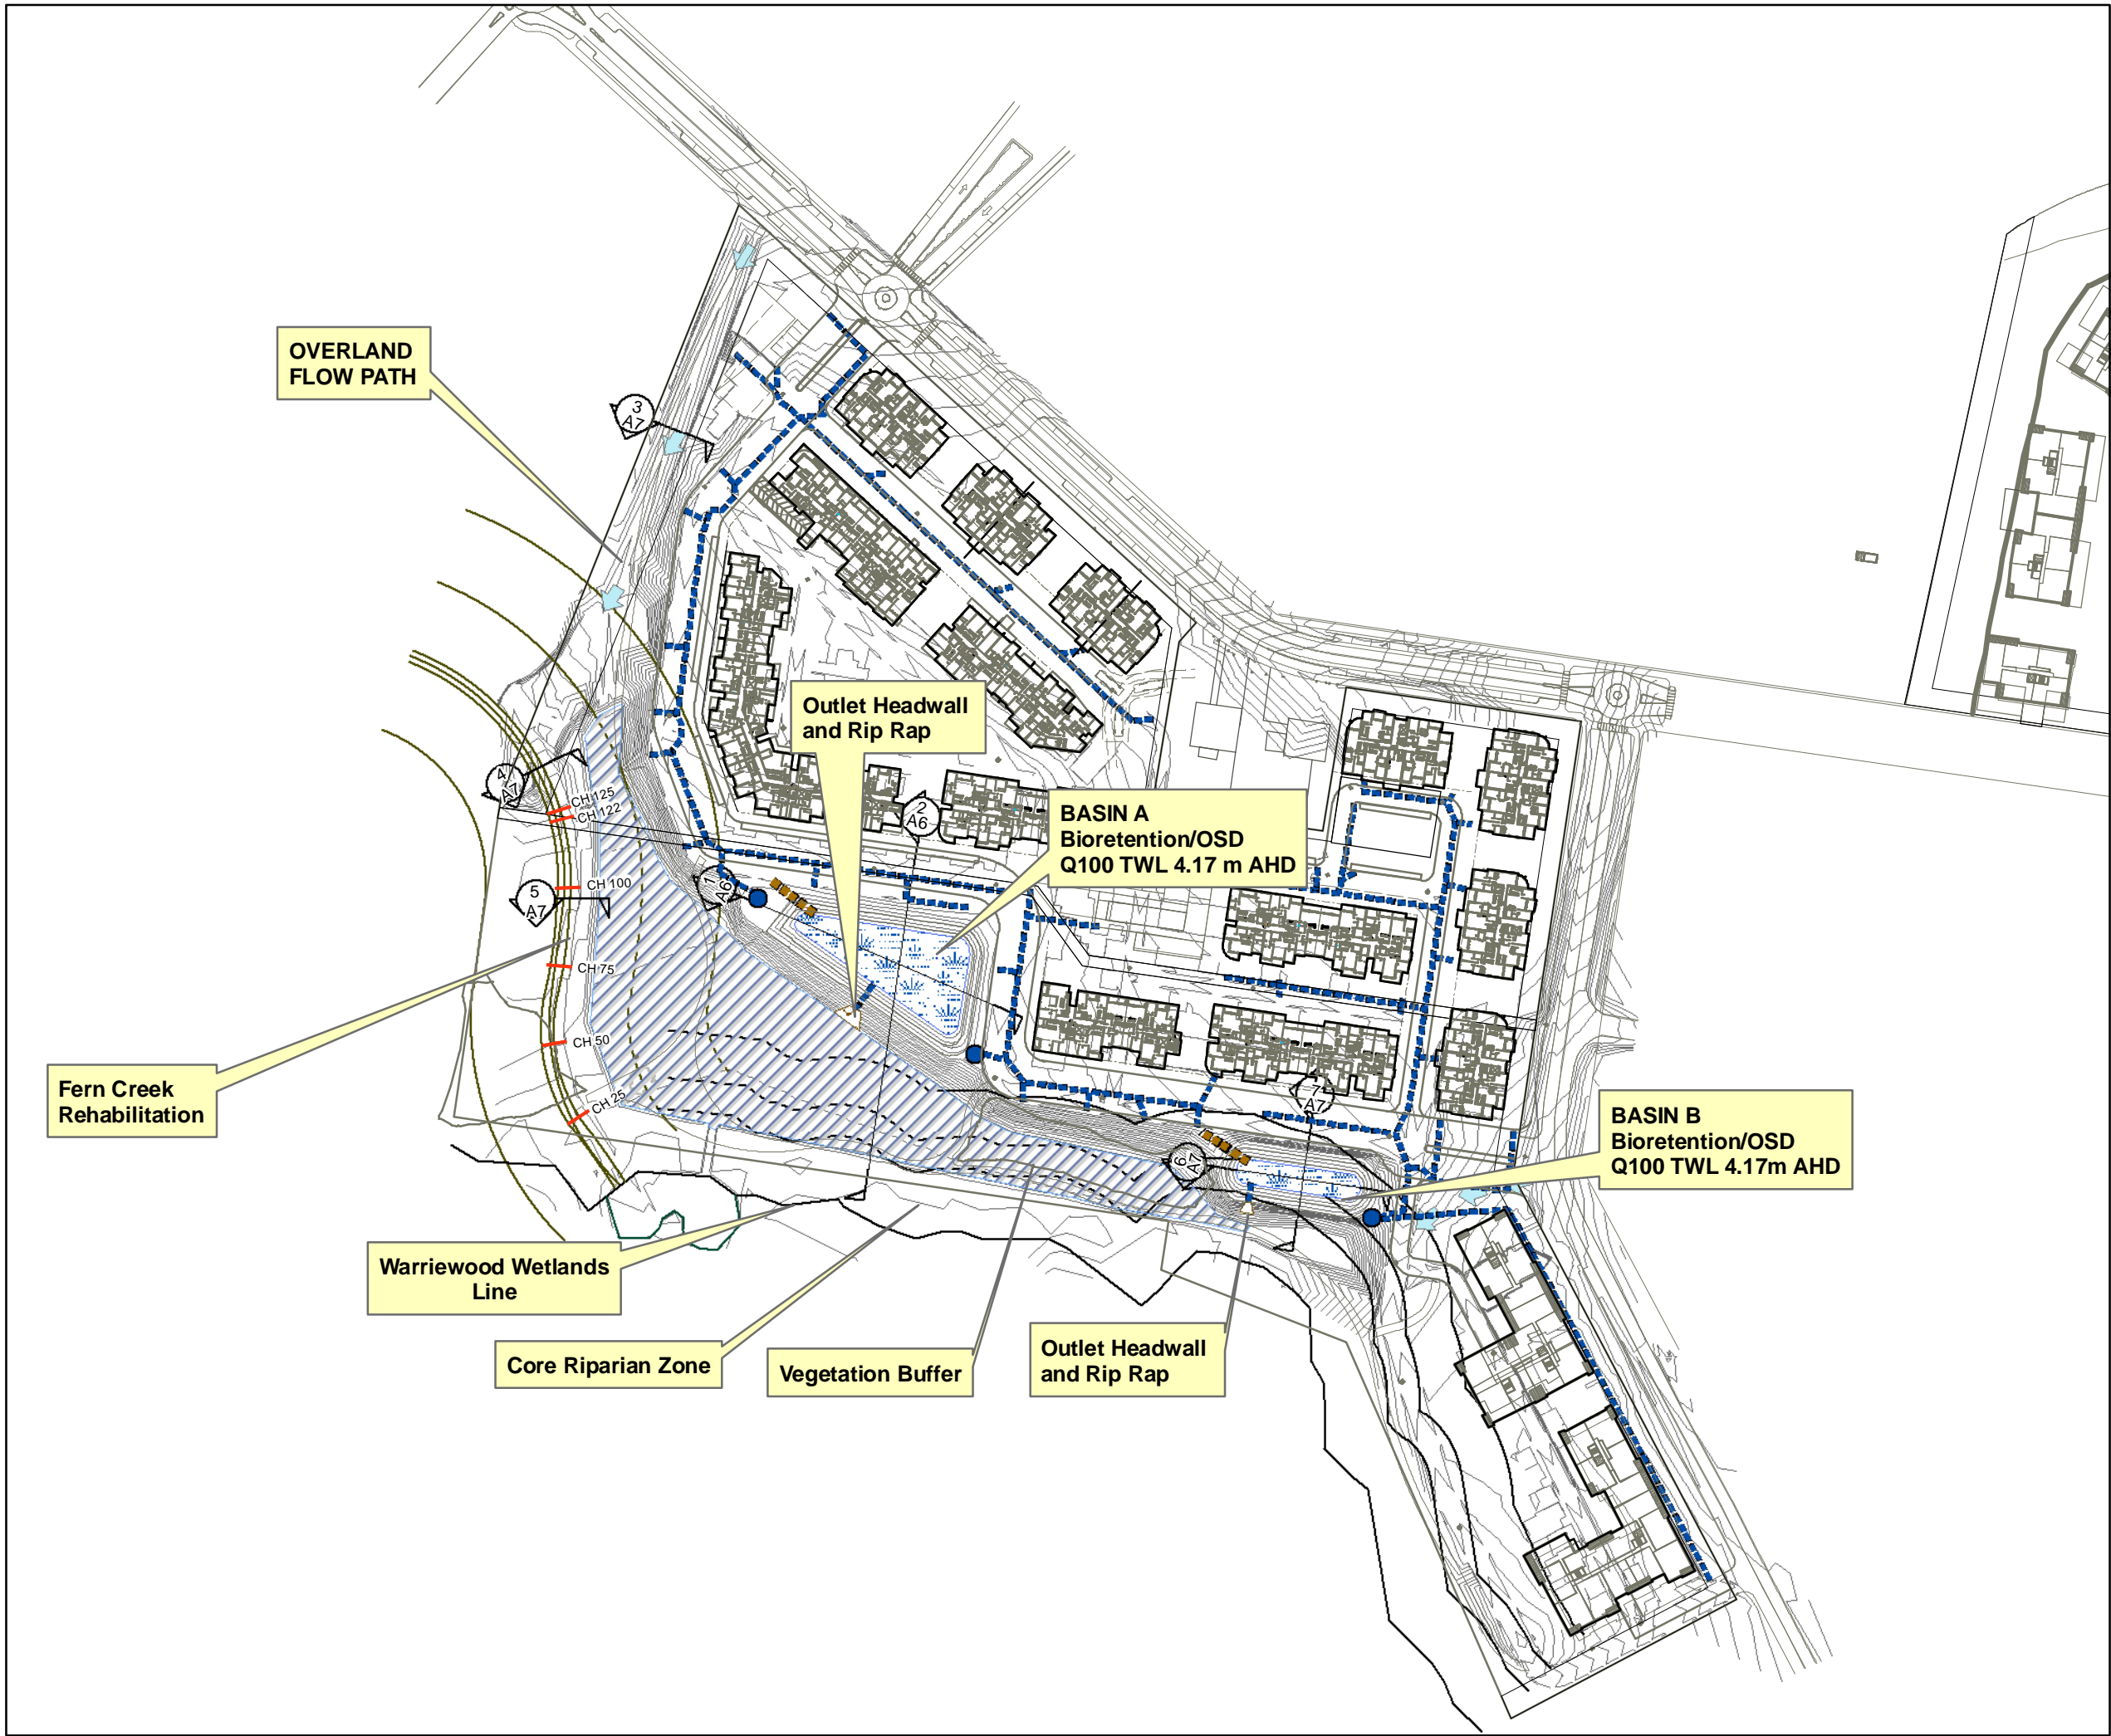 OVERLAND
FLOW PATH
3
A7
Outlet Headwall
and Rip Rap
4
A7
CH 125
CH 122
2
A6
BASIN A
Bioretention/OSD
Q100 TWL 4.17 m AHD
1
A6
CH 100
5
A7
CH 75
CH 50
Fern Creek
Rehabilitation
CH 25
7
A7
BASIN B
Bioretention/OSD
Q100 TWL 4.17m AHD
6
A7
Warriewood Wetlands
Line
Core Riparian Zone
Vegetation Buffer
Outlet Headwall
and Rip Rap